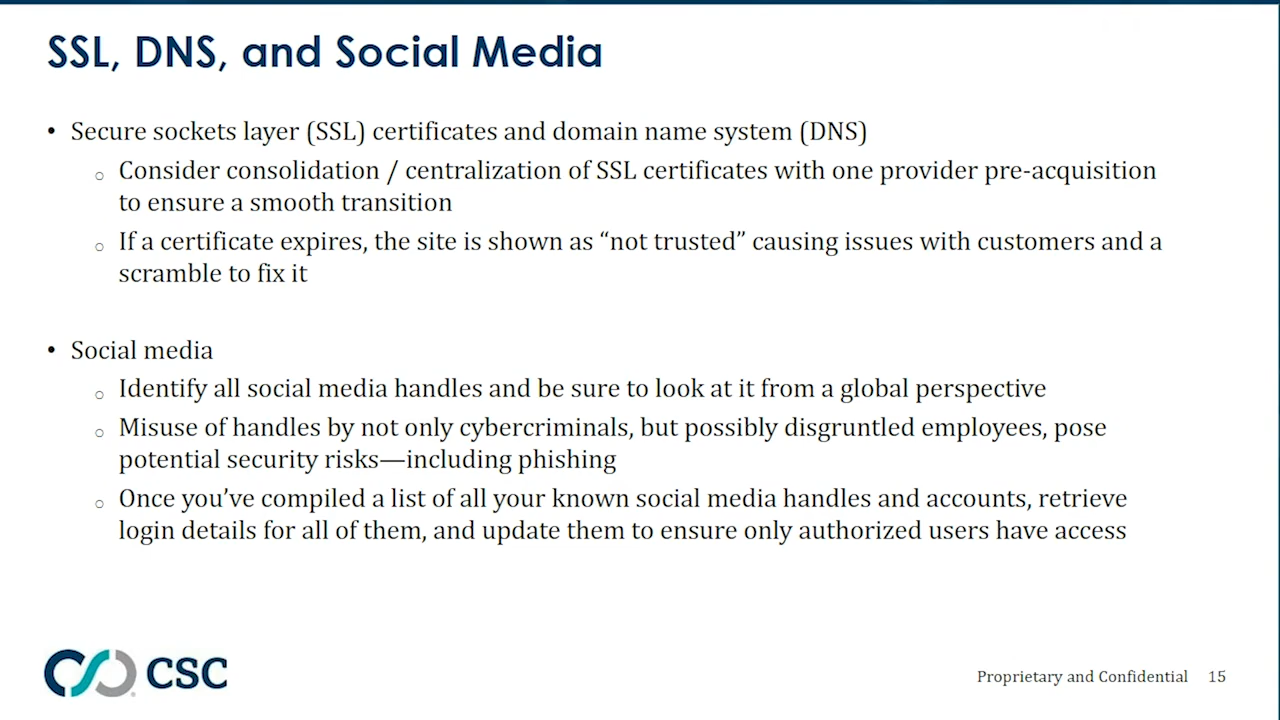 SSL, DNS, and Social Media
• Secure sockets layer (SSL) certificates and domain name system (DNS)
○ Consider consolidation / centralization of SSL certificates with one provider pre-acquisition
to ensure a smooth transition
○ If a certificate expires, the site is shown as “not trusted” causing issues with customers and a
scramble to fix it
• Social media
○ Identify all social media handles and be sure to look at it from a global perspective
○ Misuse of handles by not only cybercriminals, but possibly disgruntled employees, pose
potential security risks—including phishing
○ Once you’ve compiled a list of all your known social media handles and accounts, retrieve
login details for all of them, and update them to ensure only authorized users have access
CSC
Proprietary and Confidential 15